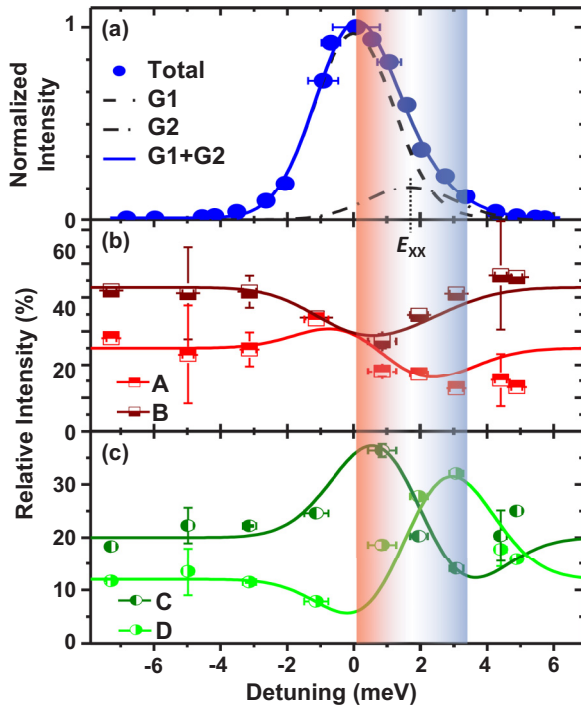 (a)
1
Total
G1
G2
G1+G2
0
Normalized
Intensity
E_XX
(b)
60
40
20
0
A
B
Relative Intensity (%)
(c)
30
20
10
0
C
D
-6 -4 -2 0 2 4 6
Detuning (meV)